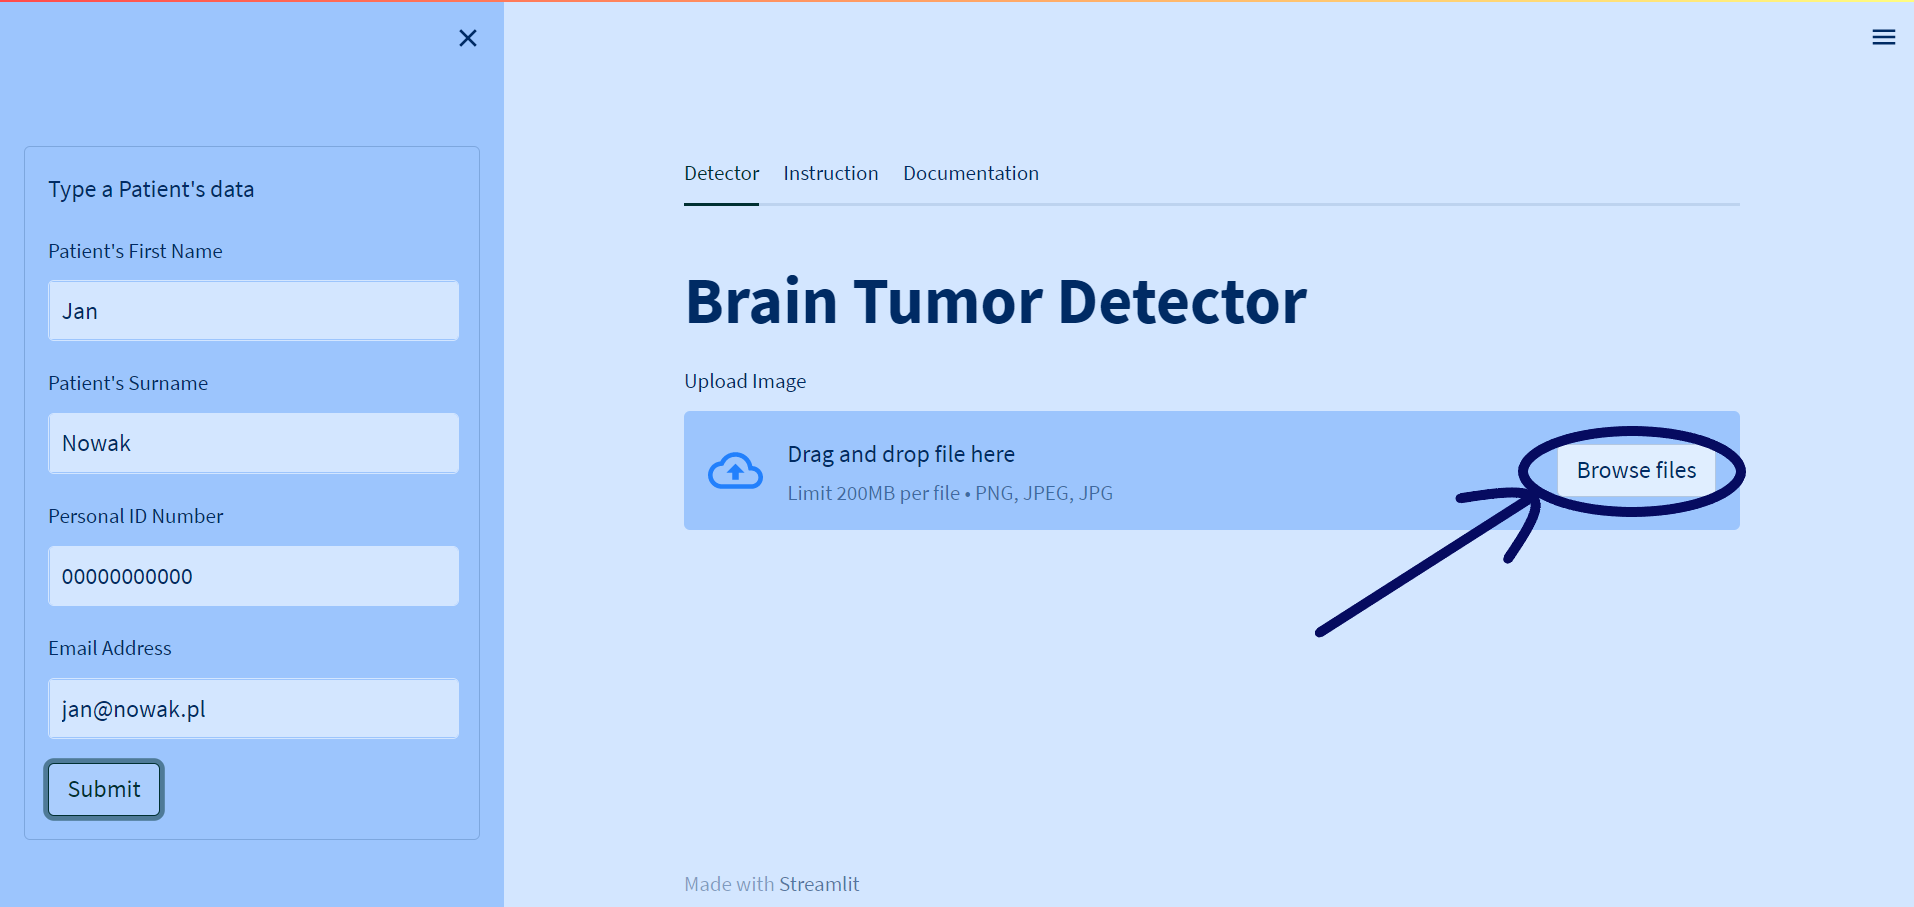 Type a Patient's data
Patient's First Name
Jan
Patient's Surname
Nowak
Personal ID Number
00000000000
Email Address
jan@nowak.pl
Submit
Detector Instruction Documentation
Brain Tumor Detector
Upload Image
Drag and drop file here
Limit 200MB per file • PNG, JPEG, JPG
Browse files
Made with Streamlit